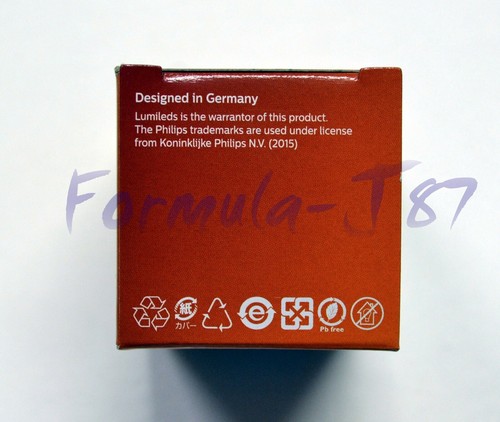 Designed in Germany
Lumileds is the warrantor of this product.
The Philips trademarks are used under license
from Koninklijke Philips N.V. (2015)
Formula-J87
紙
カバー
e
Pb free